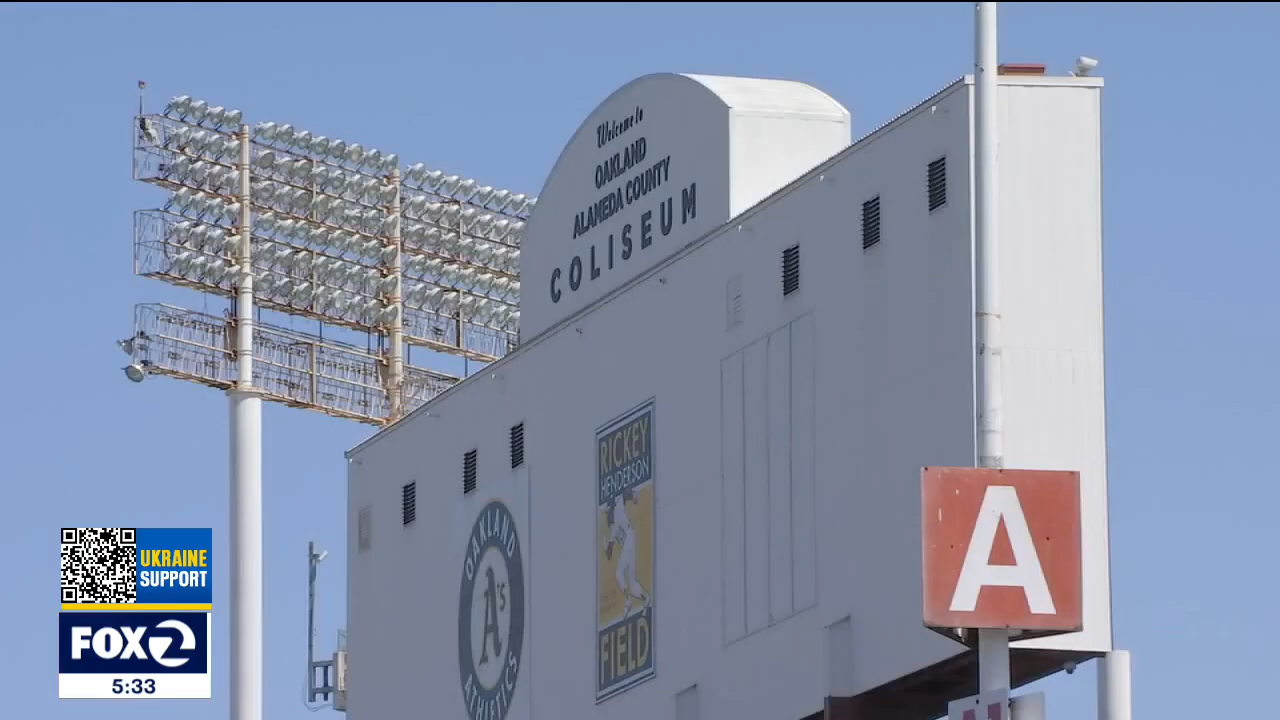 Welcome to
OAKLAND
ALAMEDA COUNTY
COLISEUM
RICKEY
HENDERSON
FIELD
OAKLAND
A's
ATHLETICS
A
UKRAINE
SUPPORT
FOX 2
5:33